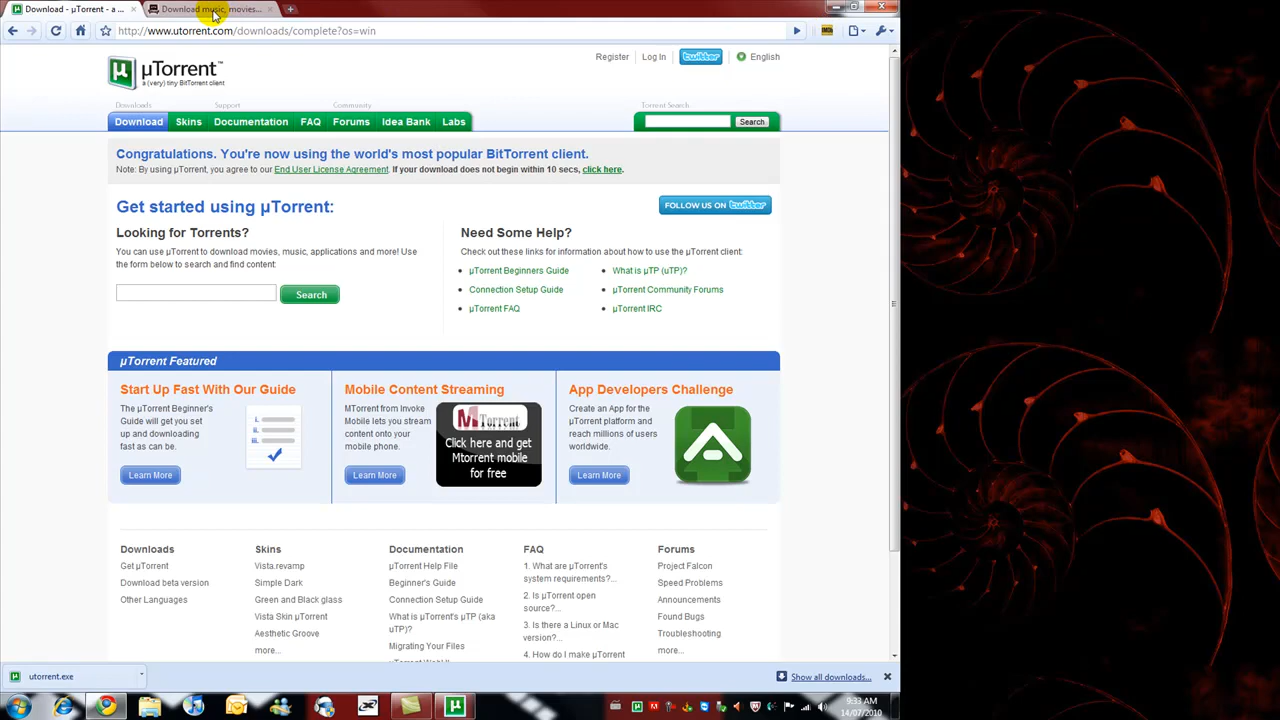 Download - µTorrent - a ...
Download music, movies...
http://www.utorrent.com/downloads/complete?os=win
µTorrent™
a (very) tiny BitTorrent client
Register
Log In
twitter
English
Downloads
Support
Community
Torrent Search
Download
Skins
Documentation
FAQ
Forums
Idea Bank
Labs
Search
Congratulations. You're now using the world's most popular BitTorrent client.
Note: By using µTorrent, you agree to our End User License Agreement. If your download does not begin within 10 secs, click here.
Get started using µTorrent:
FOLLOW US ON twitter
Looking for Torrents?
You can use µTorrent to download movies, music, applications and more! Use
the form below to search and find content:
Search
Need Some Help?
Check out these links for information about how to use the µTorrent client:
µTorrent Beginners Guide
What is µTP (uTP)?
Connection Setup Guide
µTorrent Community Forums
µTorrent FAQ
µTorrent IRC
µTorrent Featured
Start Up Fast With Our Guide
The µTorrent Beginner's
Guide will get you set
up and downloading
fast as can be.
Learn More
Mobile Content Streaming
MTorrent from Invoke
Mobile lets you stream
content onto your
mobile phone.
Learn More
MTorrent
Click here and get
Mtorrent mobile
for free
App Developers Challenge
Create an App for the
µTorrent platform and
reach millions of users
worldwide.
Learn More
Downloads
Get µTorrent
Download beta version
Other Languages
Skins
Vista.revamp
Simple Dark
Green and Black glass
Vista Skin µTorrent
Aesthetic Groove
more...
Documentation
µTorrent Help File
Beginner's Guide
Connection Setup Guide
What is µTorrent's µTP (aka
uTP)?
Migrating Your Files
FAQ
1. What are µTorrent's
system requirements?...
2. Is µTorrent open
source?...
3. Is there a Linux or Mac
version?...
4. How do I make µTorrent
Forums
Project Falcon
Speed Problems
Announcements
Found Bugs
Troubleshooting
more...
utorrent.exe
Show all downloads...
9:33 AM
14/07/2010